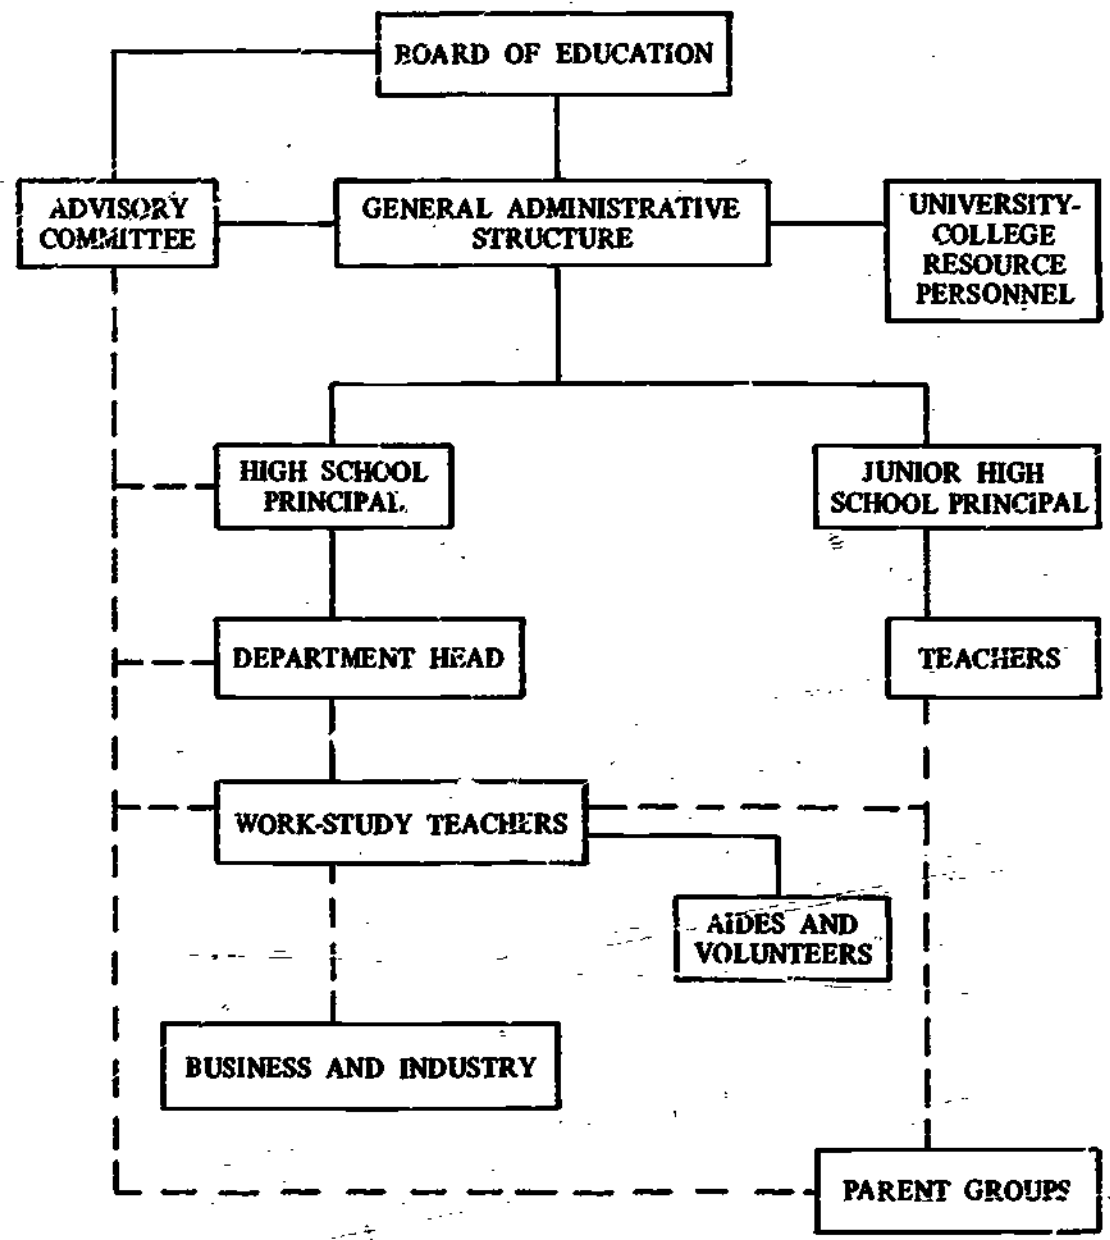 BOARD OF EDUCATION
ADVISORY
COMMITTEE
GENERAL ADMINISTRATIVE
STRUCTURE
UNIVERSITY-
COLLEGE
RESOURCE
PERSONNEL
HIGH SCHOOL
PRINCIPAL
JUNIOR HIGH
SCHOOL PRINCIPAL
DEPARTMENT HEAD
TEACHERS
WORK-STUDY TEACHERS
AIDES AND
VOLUNTEERS
BUSINESS AND INDUSTRY
PARENT GROUPS